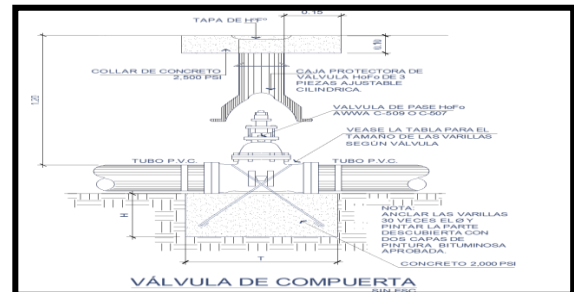 0.15
TAPA DE HºFº
COLLAR DE CONCRETO
2,500 PSI
CAJA PROTECTORA DE
VÁLVULA HoFo DE 3
PIEZAS AJUSTABLE
CILINDRICA.
1.20
VALVULA DE PASE HoFo
AWWA C-509 O C-507
VEASE LA TABLA PARA EL
TAMAÑO DE LAS VARILLAS
SEGÚN VÁLVULA
TUBO P.V.C.
TUBO P.V.C.
H
NOTA:
ANCLAR LAS VARILLAS
30 VECES EL Ø Y
PINTAR LA PARTE
DESCUBIERTA CON
DOS CAPAS DE
PINTURA BITUMINOSA
APROBADA.
CONCRETO 2,000 PSI
T
VÁLVULA DE COMPUERTA
SIN ESC.